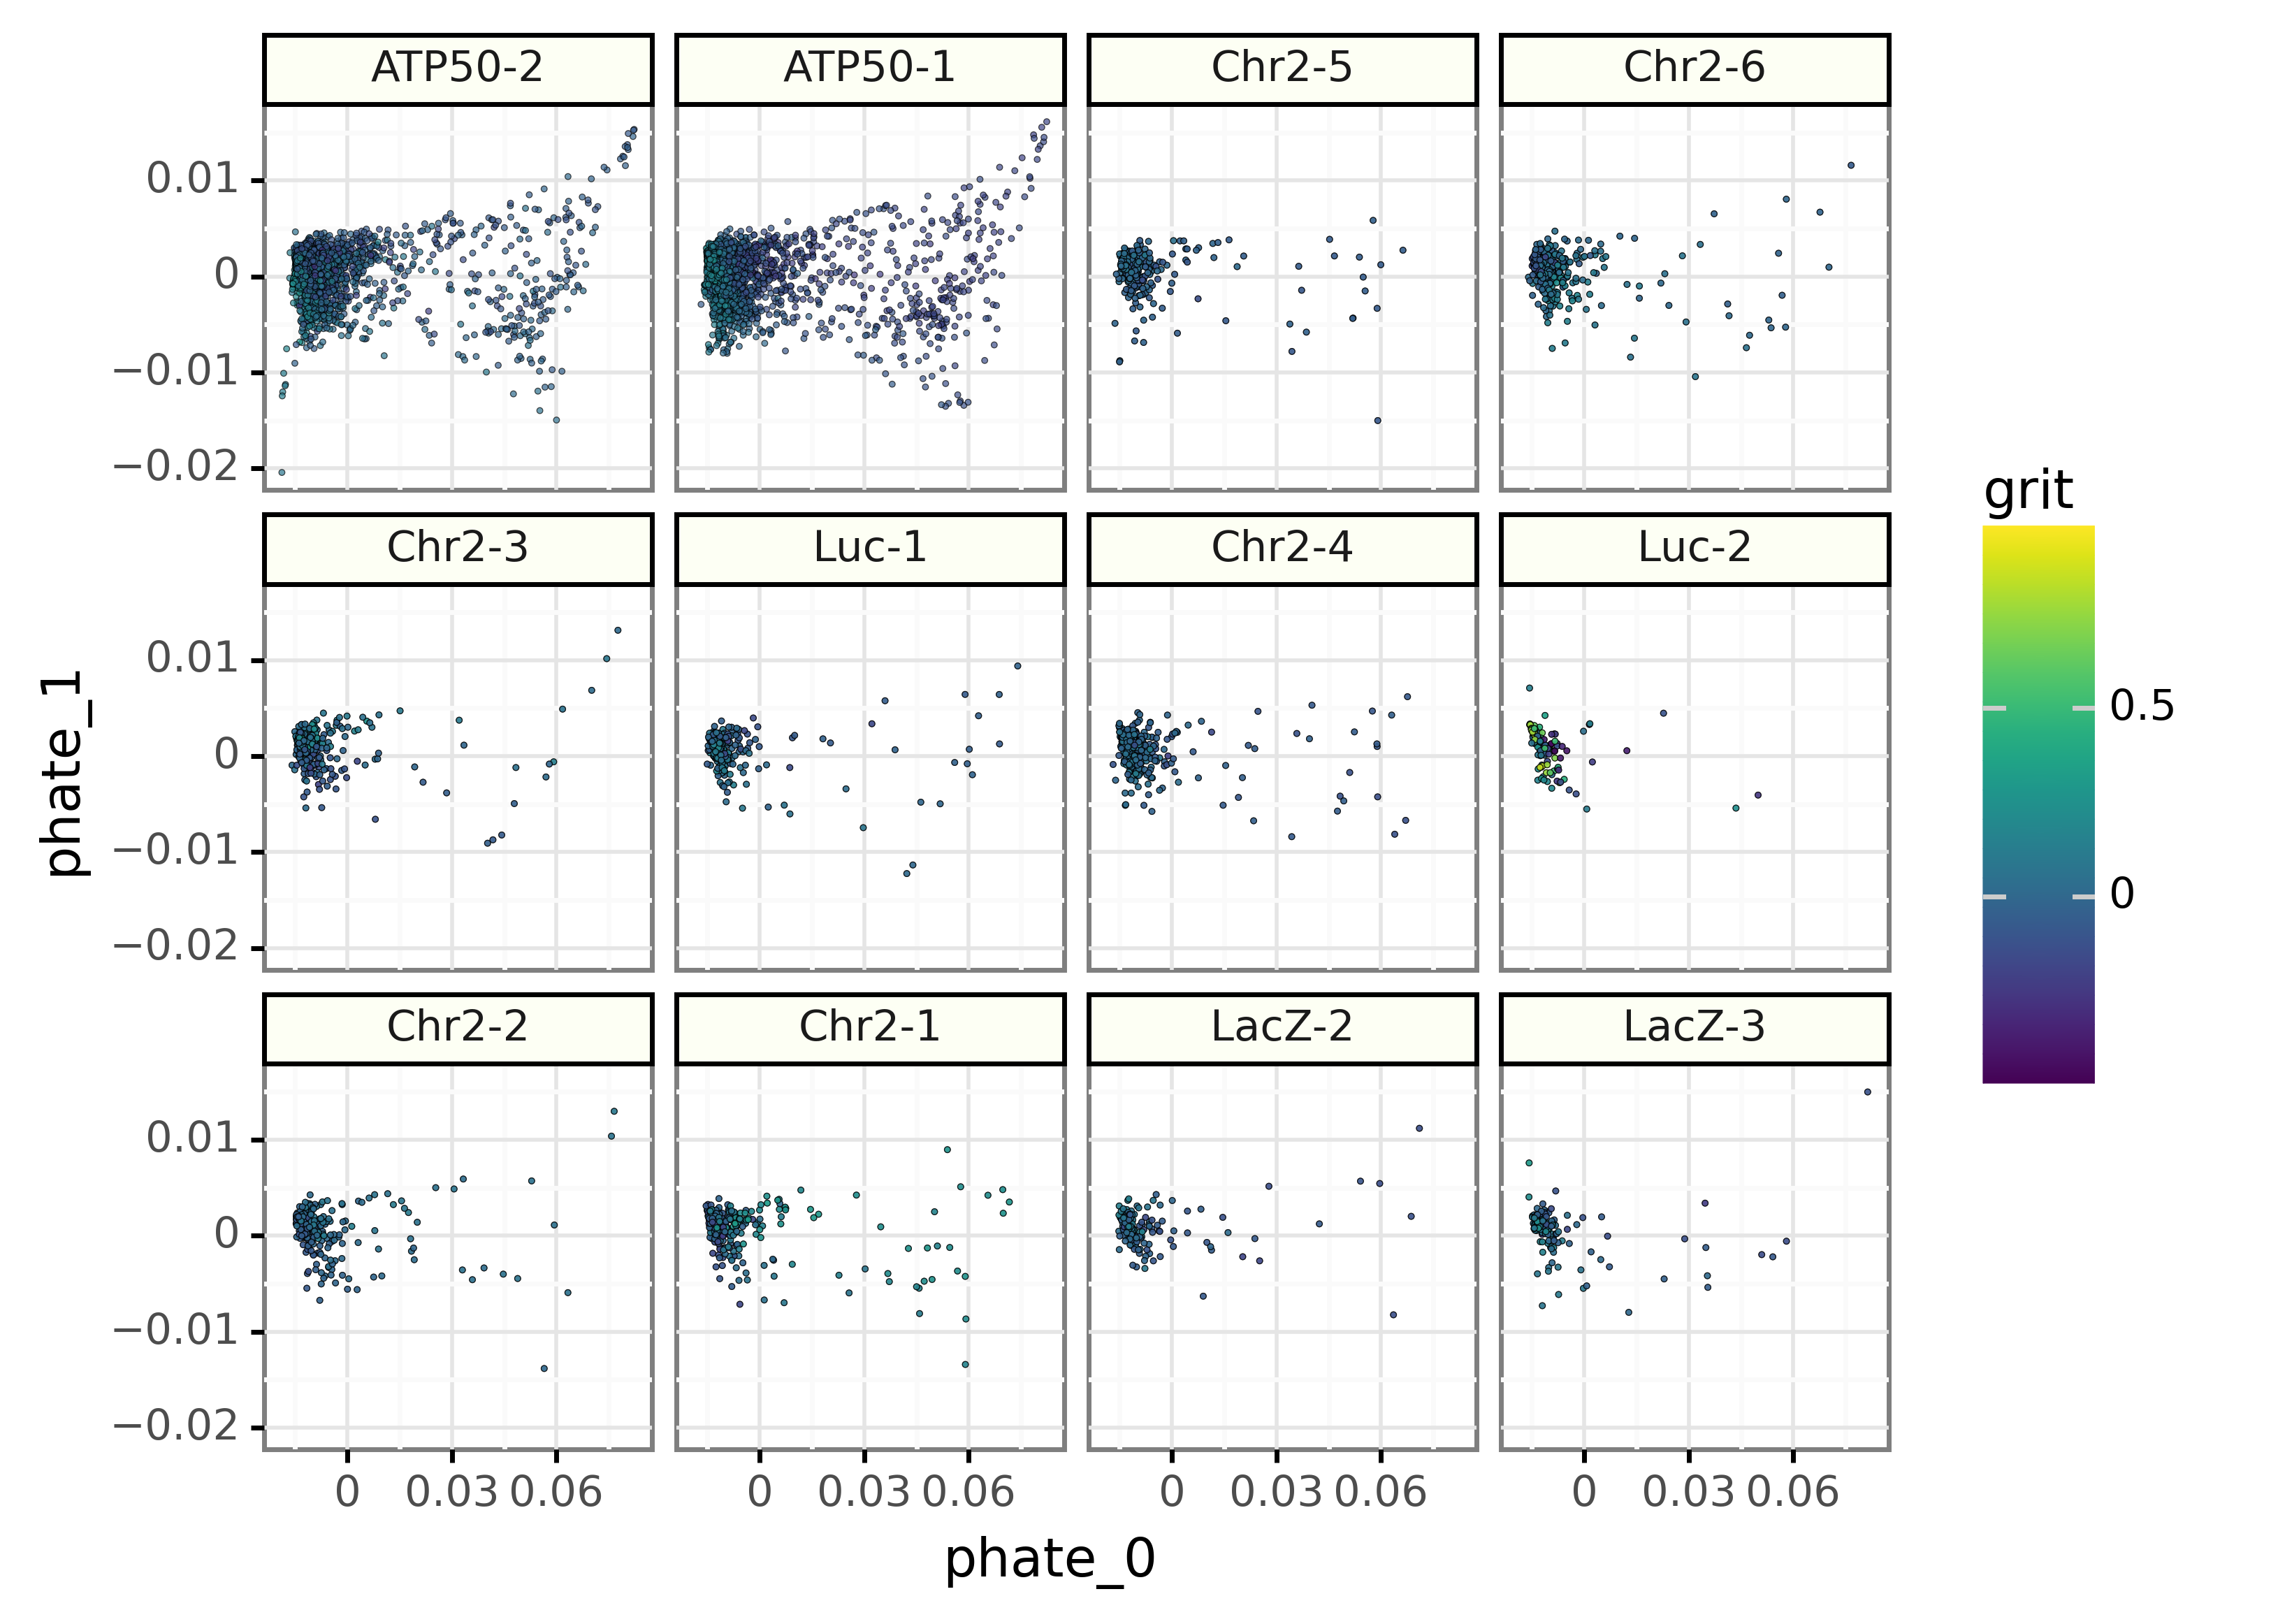 ATP50-2 ATP50-1 Chr2-5 Chr2-6
0.01
0
−0.01
−0.02
Chr2-3 Luc-1 Chr2-4 Luc-2
0.01
0
−0.01
−0.02
Chr2-2 Chr2-1 LacZ-2 LacZ-3
0.01
0
−0.01
−0.02
0 0.03 0.06 0 0.03 0.06 0 0.03 0.06 0 0.03 0.06
phate_0
phate_1
grit
0.5
0